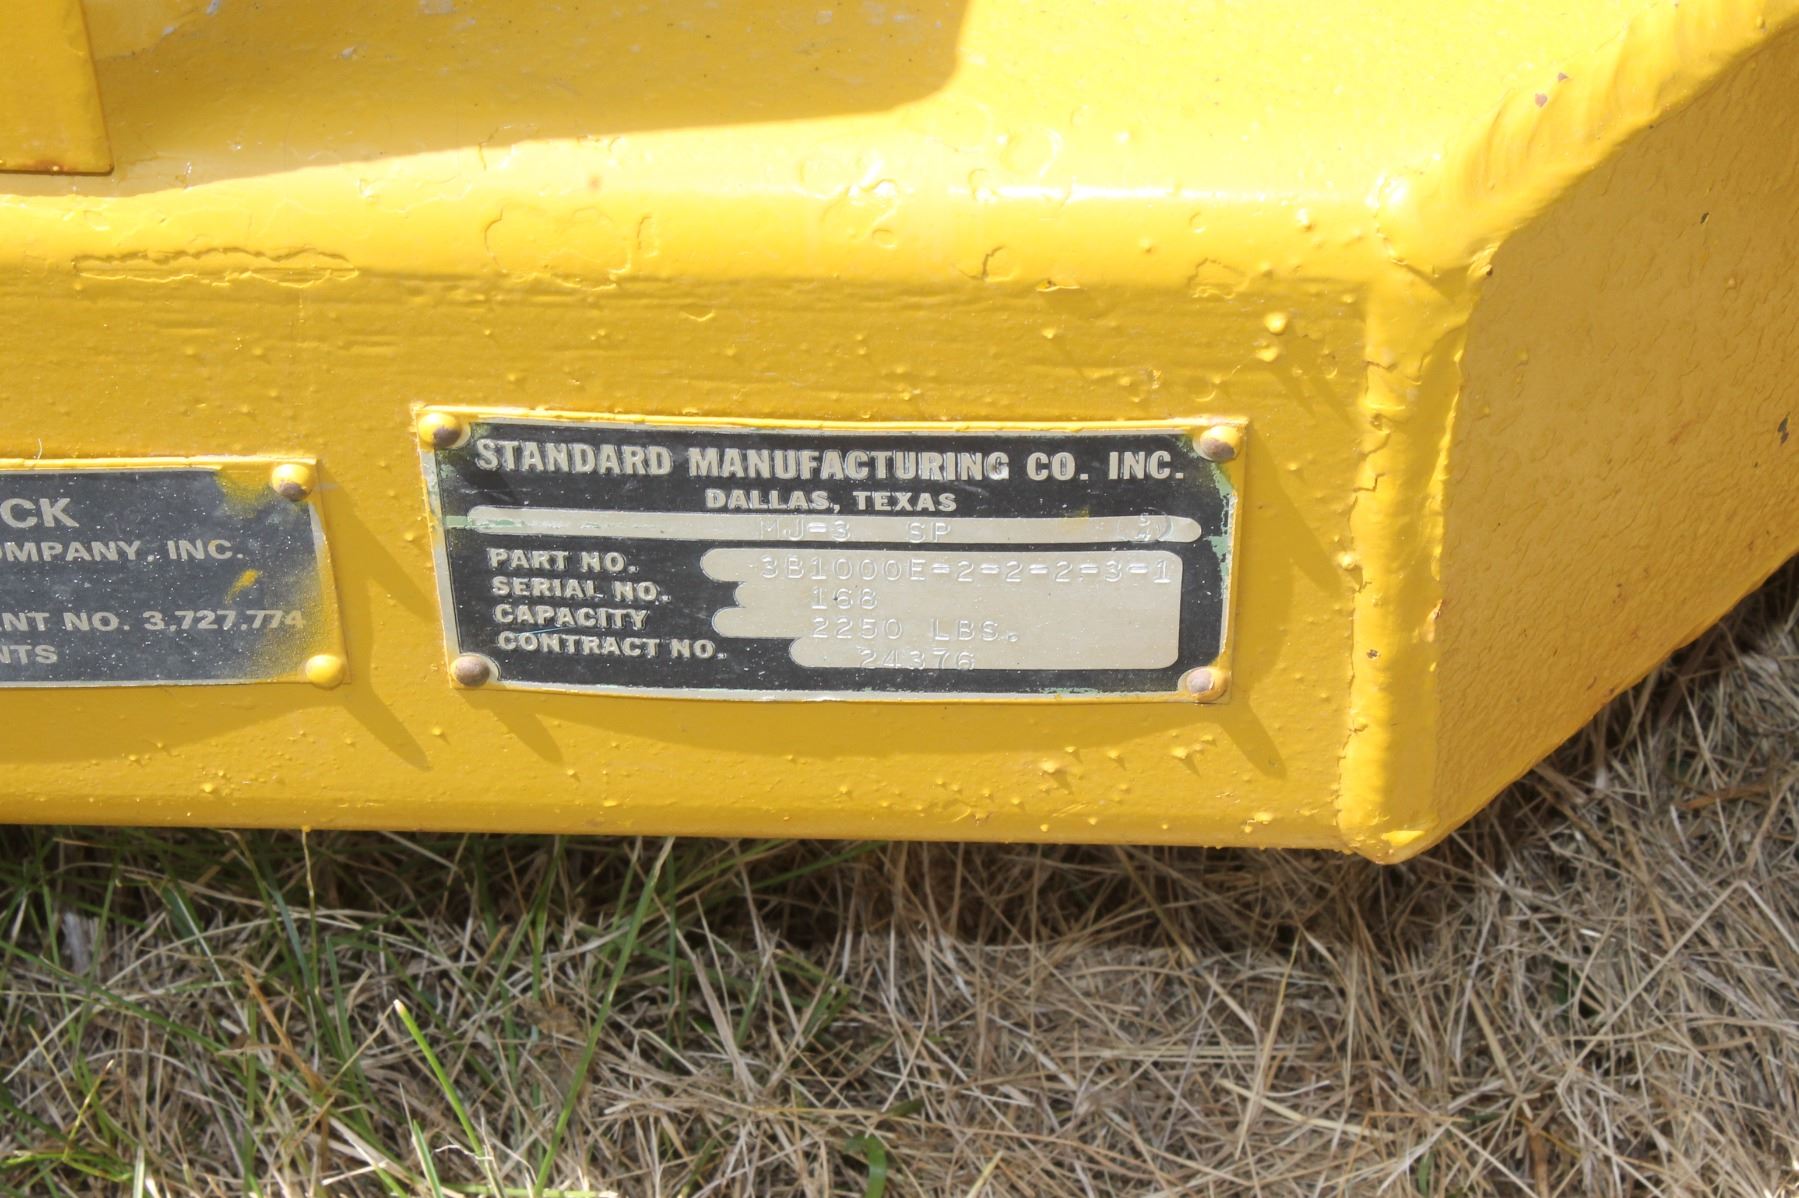 CK
OMPANY, INC.
ENT NO. 3,727,774
NTS
STANDARD MANUFACTURING CO. INC.
DALLAS, TEXAS
MJ-3 SP
PART NO. 3B1000E-2-2-2-3-1
SERIAL NO. 168
CAPACITY 2250 LBS.
CONTRACT NO. 24376